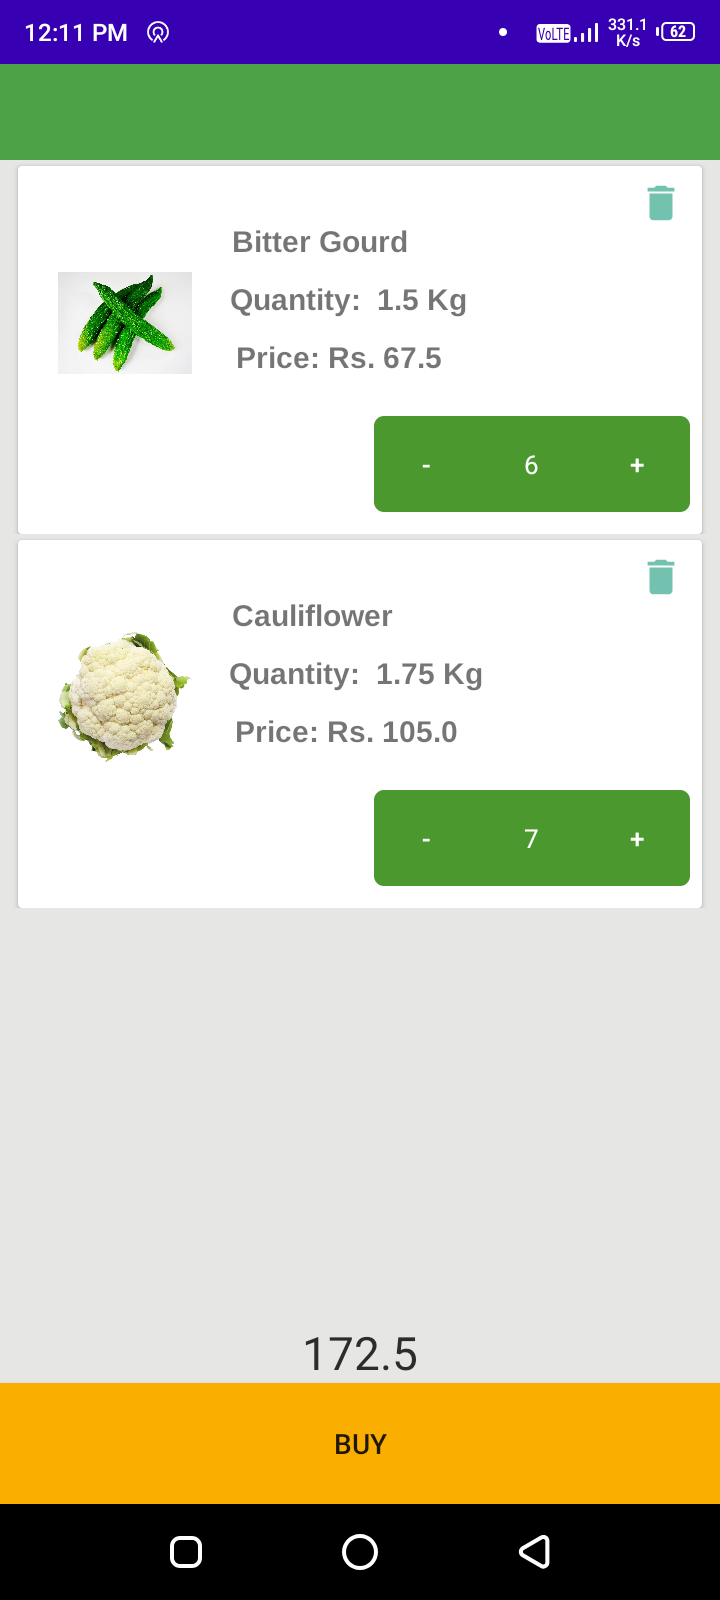 12:11 PM VoLTE 331.1 K/s 62
Bitter Gourd
Quantity:  1.5 Kg
Price: Rs. 67.5
- 6 +
Cauliflower
Quantity:  1.75 Kg
Price: Rs. 105.0
- 7 +
172.5
BUY